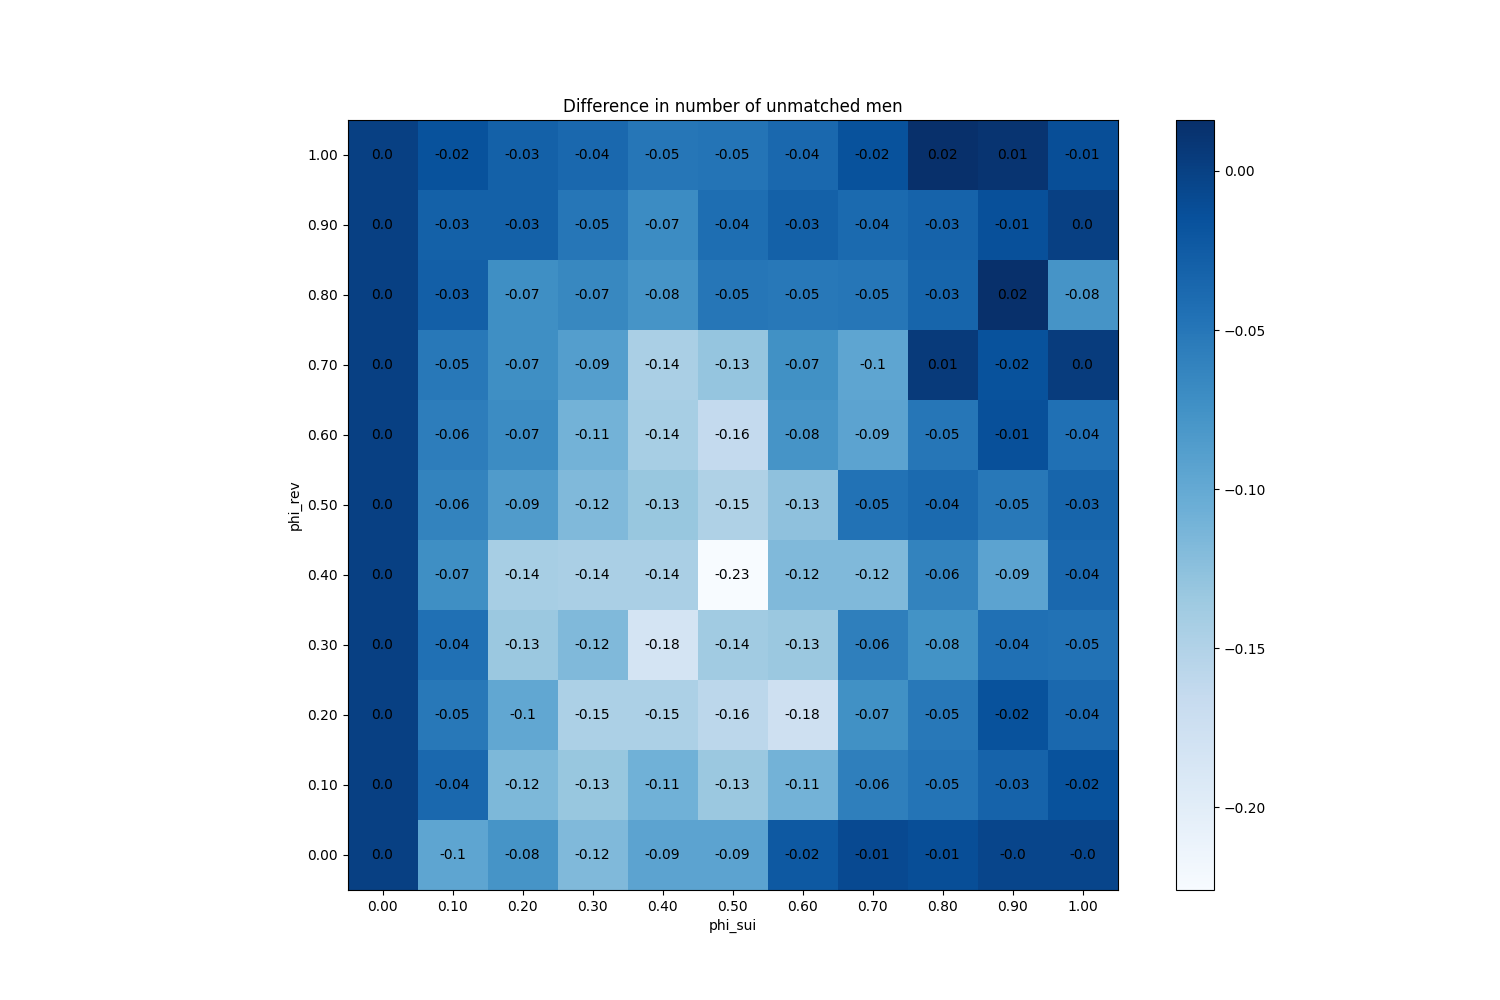 Difference in number of unmatched men
1.00 0.0 -0.02 -0.03 -0.04 -0.05 -0.05 -0.04 -0.02 0.02 0.01 -0.01
0.90 0.0 -0.03 -0.03 -0.05 -0.07 -0.04 -0.03 -0.04 -0.03 -0.01 0.0
0.80 0.0 -0.03 -0.07 -0.07 -0.08 -0.05 -0.05 -0.05 -0.03 0.02 -0.08
0.70 0.0 -0.05 -0.07 -0.09 -0.14 -0.13 -0.07 -0.1 0.01 -0.02 0.0
0.60 0.0 -0.06 -0.07 -0.11 -0.14 -0.16 -0.08 -0.09 -0.05 -0.01 -0.04
0.50 0.0 -0.06 -0.09 -0.12 -0.13 -0.15 -0.13 -0.05 -0.04 -0.05 -0.03
0.40 0.0 -0.07 -0.14 -0.14 -0.14 -0.23 -0.12 -0.12 -0.06 -0.09 -0.04
0.30 0.0 -0.04 -0.13 -0.12 -0.18 -0.14 -0.13 -0.06 -0.08 -0.04 -0.05
0.20 0.0 -0.05 -0.1 -0.15 -0.15 -0.16 -0.18 -0.07 -0.05 -0.02 -0.04
0.10 0.0 -0.04 -0.12 -0.13 -0.11 -0.13 -0.11 -0.06 -0.05 -0.03 -0.02
0.00 0.0 -0.1 -0.08 -0.12 -0.09 -0.09 -0.02 -0.01 -0.01 -0.0 -0.0
0.00 0.10 0.20 0.30 0.40 0.50 0.60 0.70 0.80 0.90 1.00
phi_sui
phi_rev
0.00
−0.05
−0.10
−0.15
−0.20